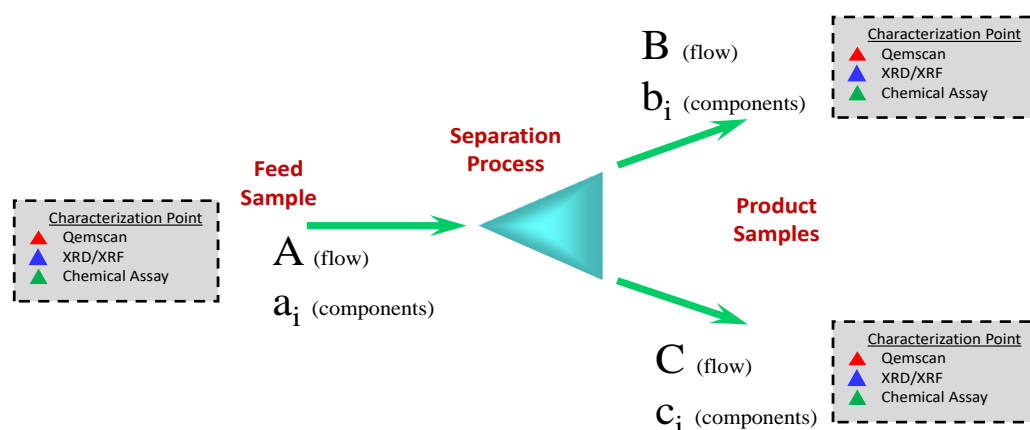 Characterization Point
Qemscan
XRD/XRF
Chemical Assay
Feed
Sample
A (flow)
ai (components)
Separation
Process
B (flow)
bi (components)
Characterization Point
Qemscan
XRD/XRF
Chemical Assay
Product
Samples
C (flow)
ci (components)
Characterization Point
Qemscan
XRD/XRF
Chemical Assay